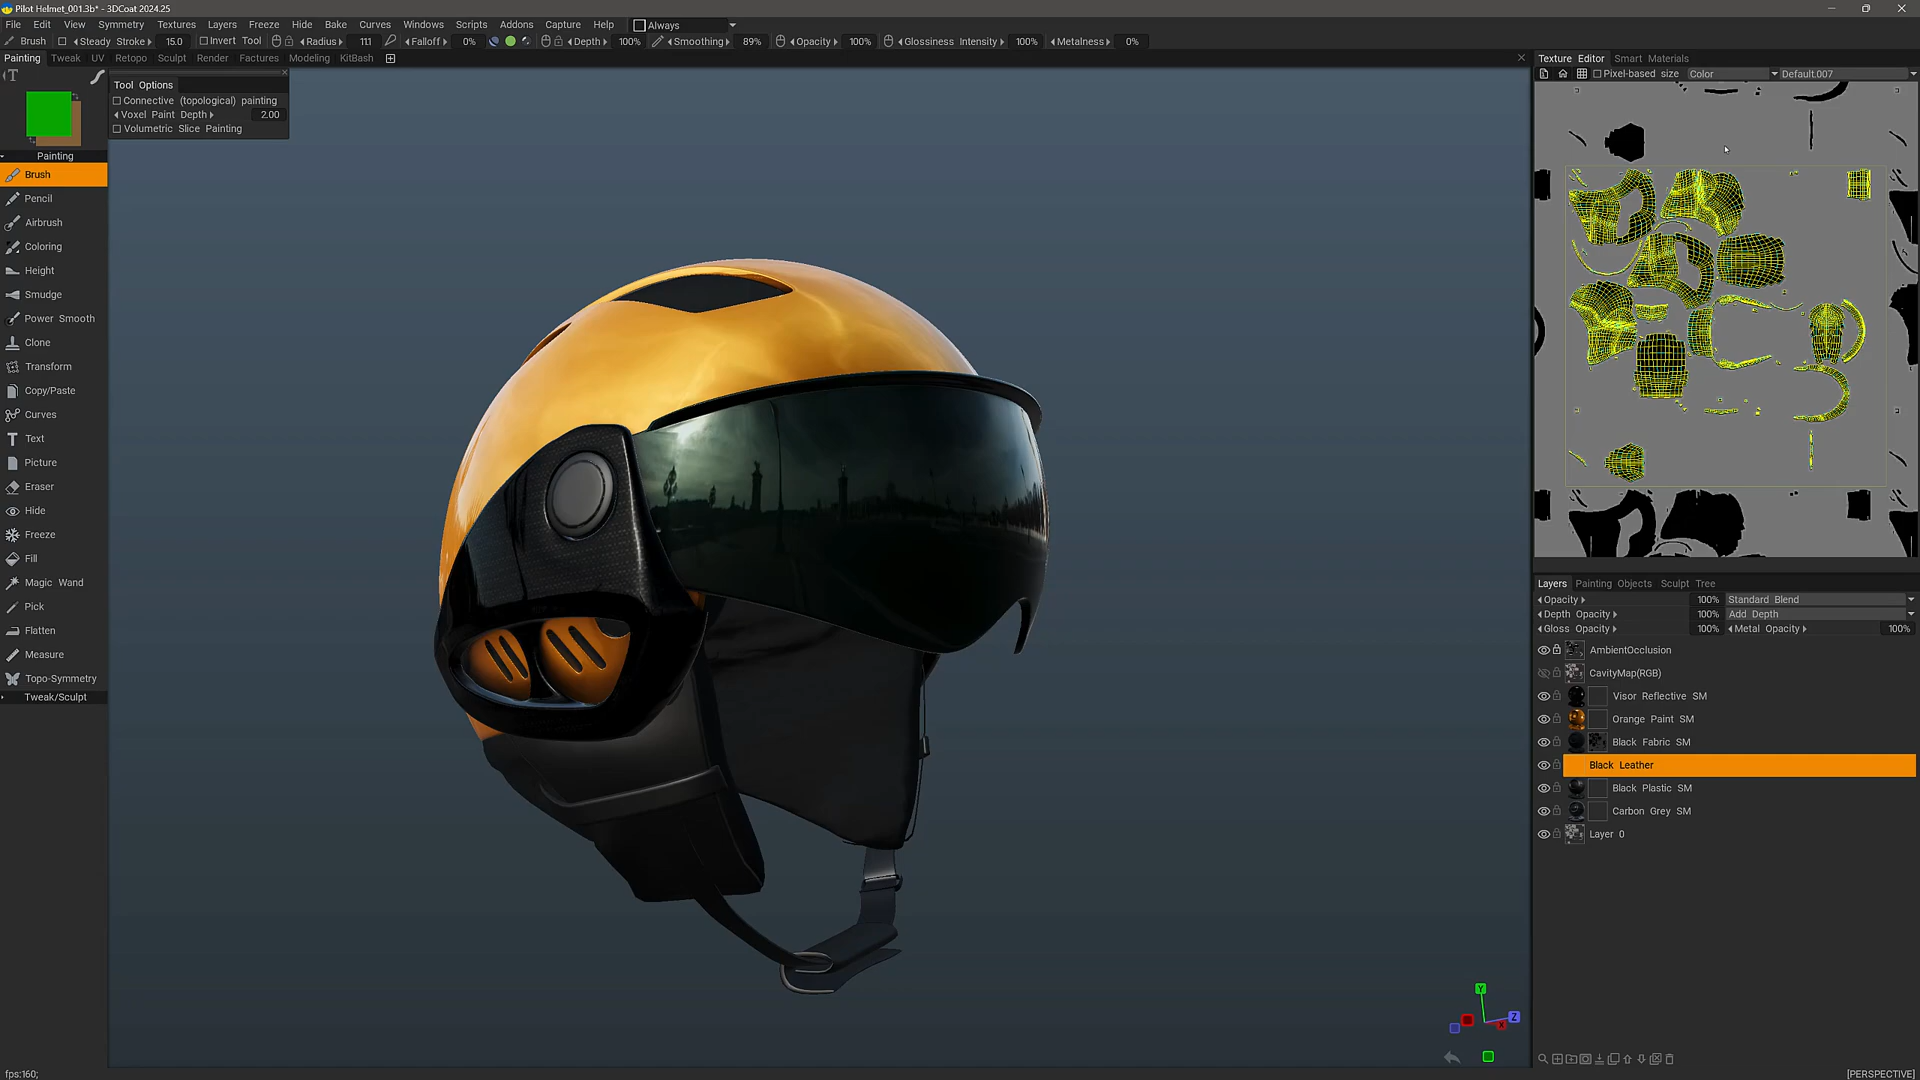 Pilot Helmet_001.3b* - 3DCoat 2024.25
File Edit View Symmetry Textures Layers Freeze Hide Bake Curves Windows Scripts Addons Capture Help Always
Brush Steady Stroke 15.0 Invert Tool Radius 111 Falloff 0% Depth 100% Smoothing 89% Opacity 100% Glossiness Intensity 100% Metalness 0%
Painting Tweak UV Retopo Sculpt Render Factures Modeling KitBash
Texture Editor Smart Materials
Pixel-based size Color Default.007
T
Tool Options
Connective (topological) painting
Voxel Paint Depth 2.00
Volumetric Slice Painting
Painting
Brush
Pencil
Airbrush
Coloring
Height
Smudge
Power Smooth
Clone
Transform
Copy/Paste
Curves
Text
Picture
Eraser
Hide
Freeze
Fill
Magic Wand
Pick
Flatten
Measure
Topo-Symmetry
Tweak/Sculpt
Layers Painting Objects Sculpt Tree
Opacity 100% Standard Blend
Depth Opacity 100% Add Depth
Gloss Opacity 100% Metal Opacity 100%
AmbientOcclusion
CavityMap(RGB)
Visor Reflective SM
Orange Paint SM
Black Fabric SM
Black Leather
Black Plastic SM
Carbon Grey SM
Layer 0
Y
Z
X
fps:160;
[PERSPECTIVE]